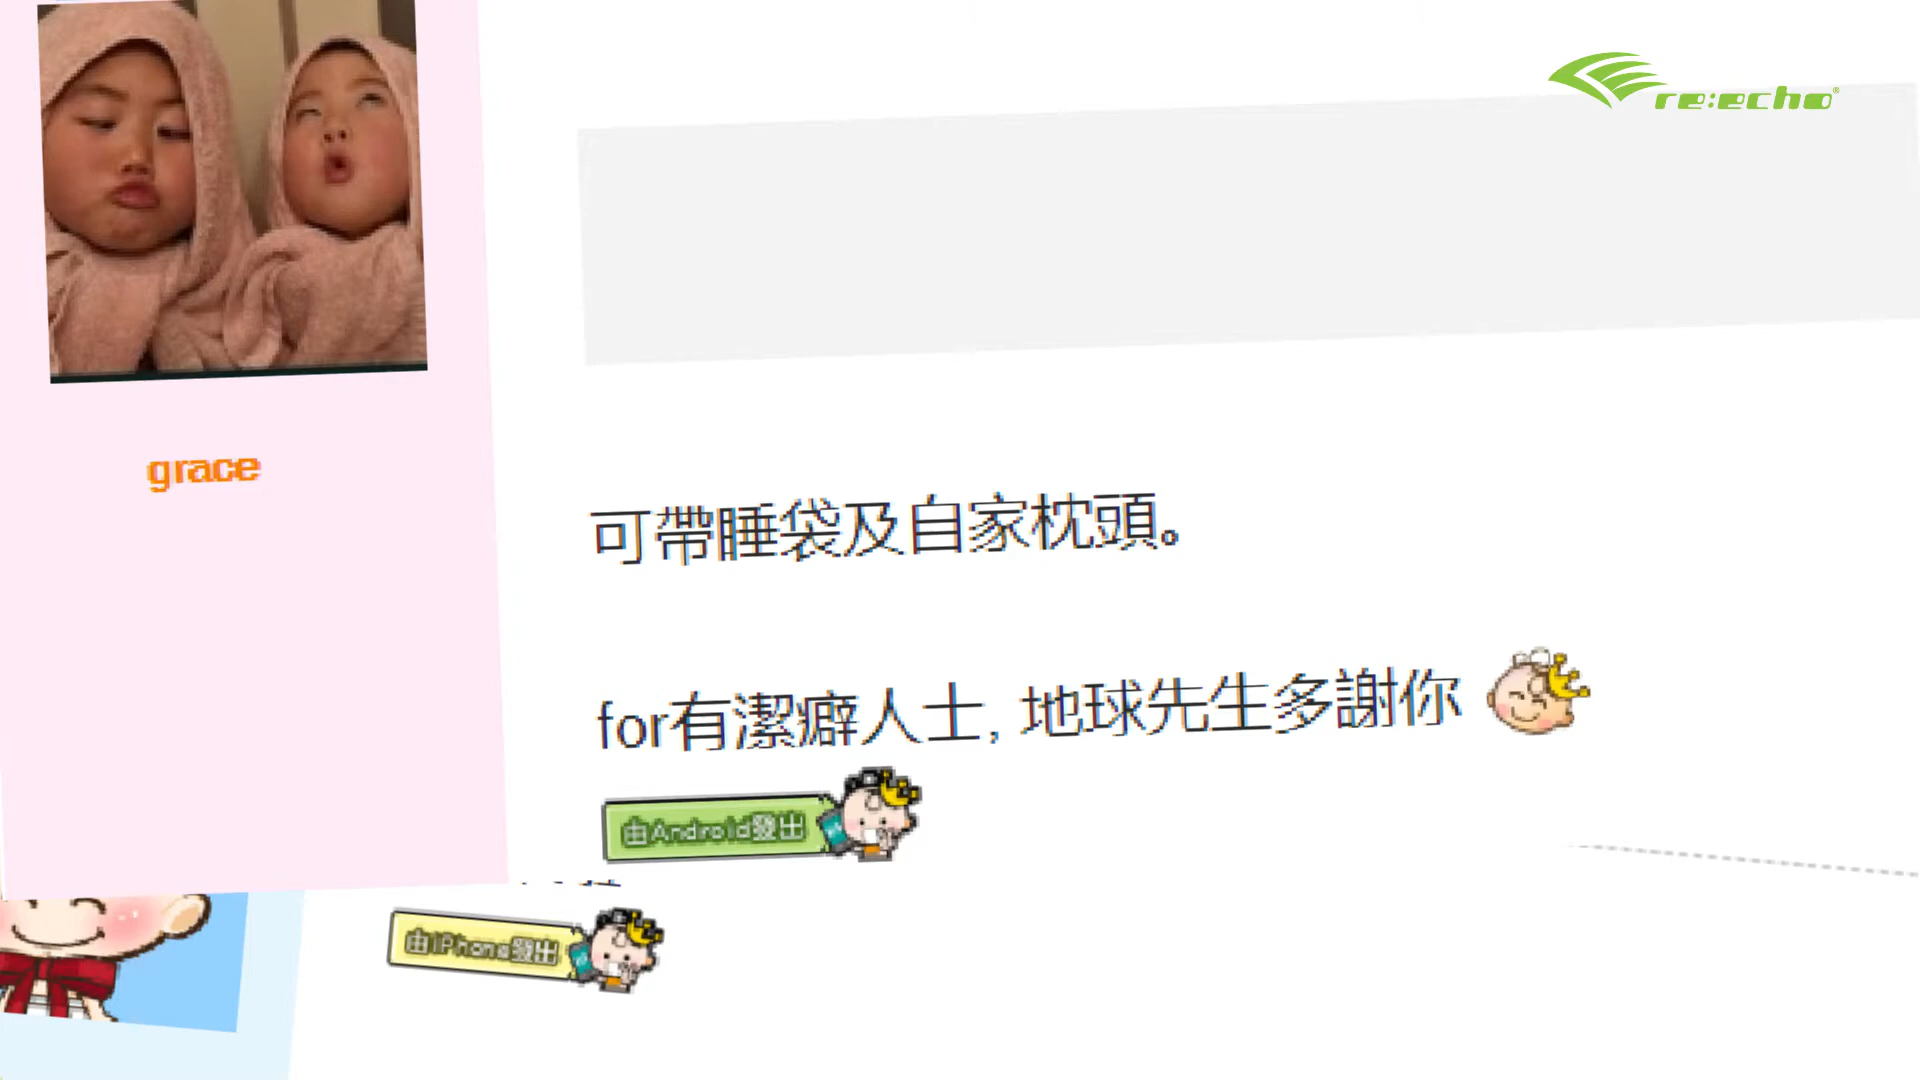 re:echo
grace
可帶睡袋及自家枕頭。
for有潔癖人士, 地球先生多謝你
由Android發出
由iPhone發出